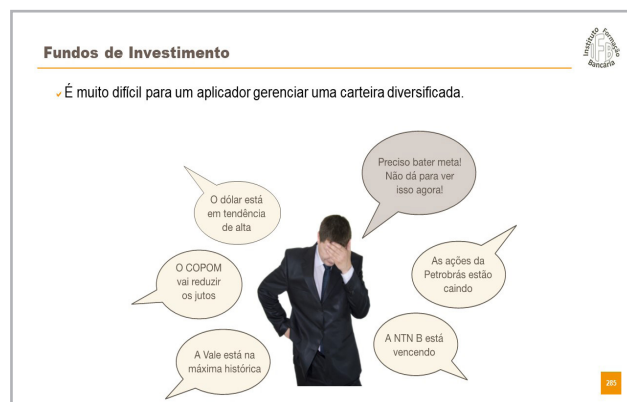 Fundos de Investimento
Instituto Formação
IFB
Bancária
É muito difícil para um aplicador gerenciar uma carteira diversificada.
Preciso bater meta!
Não dá para ver
isso agora!
O dólar está
em tendência
de alta
O COPOM
vai reduzir
os jutos
As ações da
Petrobrás estão
caindo
A Vale está na
máxima histórica
A NTN B está
vencendo
205